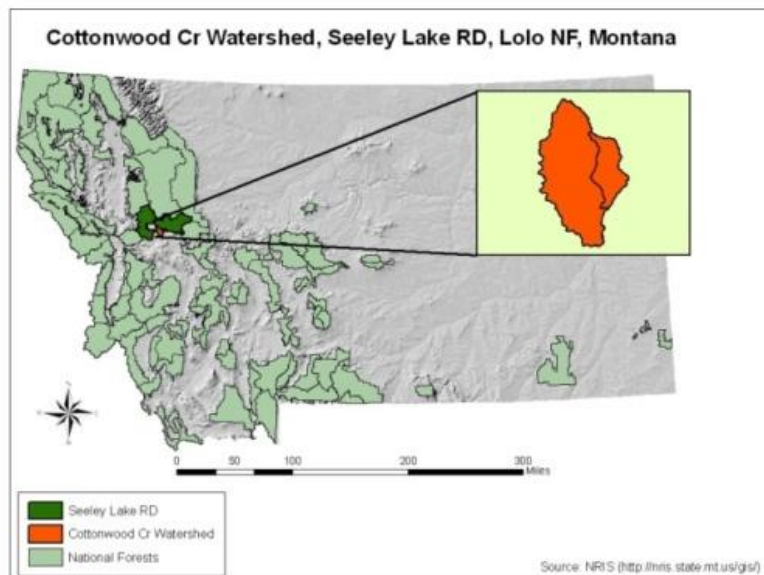 Cottonwood Cr Watershed, Seeley Lake RD, Lolo NF, Montana
0 50 100 200 300
Miles
Seeley Lake RD
Cottonwood Cr Watershed
National Forests
Source: NRIS (http://nris.state.mt.us/gis/)